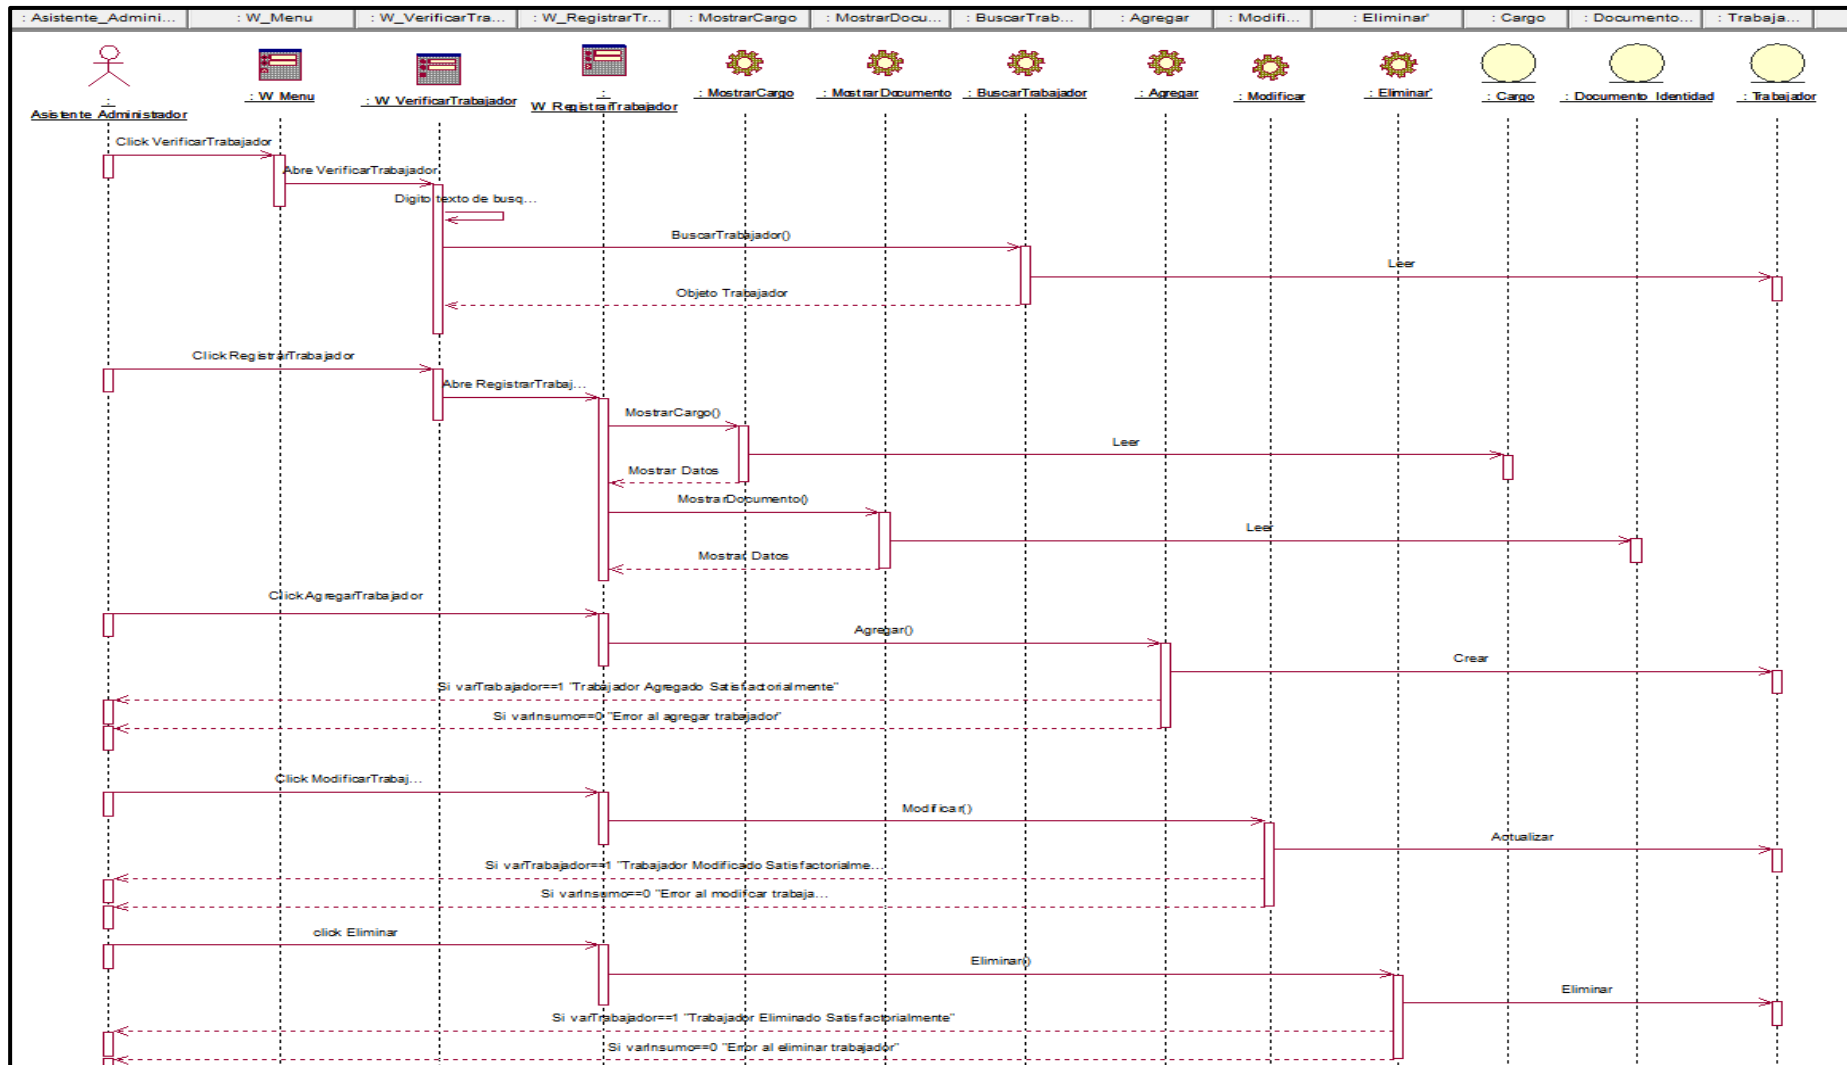 : Asistente_Admini...
: W_Menu
: W_VerificarTra...
: W_RegistrarTr...
: MostrarCargo
: MostrarDocu...
: BuscarTrab...
: Agregar
: Modifi...
: Eliminar'
: Cargo
: Documento...
: Trabaja...
:
Asistente_Administrador
: W_Menu
: W_VerificarTrabajador
:
W_RegistrarTrabajador
: MostrarCargo
: MostrarDocumento
: BuscarTrabajador
: Agregar
: Modificar
: Eliminar'
: Cargo
: Documento_Identidad
: Trabajador
Click VerificarTrabajador
Abre VerificarTrabajador
Digito texto de busq...
BuscarTrabajador()
Leer
Objeto Trabajador
Click RegistrarTrabajador
Abre RegistrarTrabaj...
MostrarCargo()
Leer
Mostrar Datos
MostrarDocumento()
Leer
Mostrar Datos
Click AgregarTrabajador
Agregar()
Crear
Si varTrabajador==1 "Trabajador Agregado Satisfactorialmente"
Si varInsumo==0 "Error al agregar trabajador"
Click ModificarTrabaj...
Modificar()
Actualizar
Si varTrabajador==1 "Trabajador Modificado Satisfactorialme...
Si varInsumo==0 "Error al modifcar trabaja...
click Eliminar
Eliminar()
Eliminar
Si varTrabajador==1 "Trabajador Eliminado Satisfactorialmente"
Si varInsumo==0 "Error al eliminar trabajador"